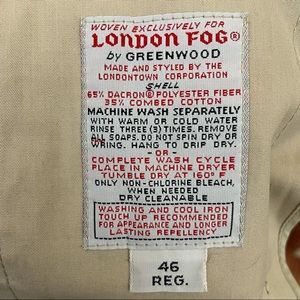 WOVEN EXCLUSIVELY FOR
LONDON FOG®
by GREENWOOD
MADE AND STYLED BY THE
LONDONTOWN CORPORATION
SHELL
65% DACRON® POLYESTER FIBER
35% COMBED COTTON
MACHINE WASH SEPARATELY
WITH WARM OR COLD WATER
RINSE THREE (3) TIMES. REMOVE
ALL SOAPS. DO NOT SPIN DRY OR
WRING. HANG TO DRIP DRY.
-OR-
COMPLETE WASH CYCLE
PLACE IN MACHINE DRYER
TUMBLE DRY AT 160° F
ONLY NON-CHLORINE BLEACH,
WHEN NEEDED
DRY CLEANABLE
WASHING AND COOL IRON
TOUCH UP RECOMMENDED
FOR APPEARANCE AND LONGER
LASTING REPELLENCY
46
REG.